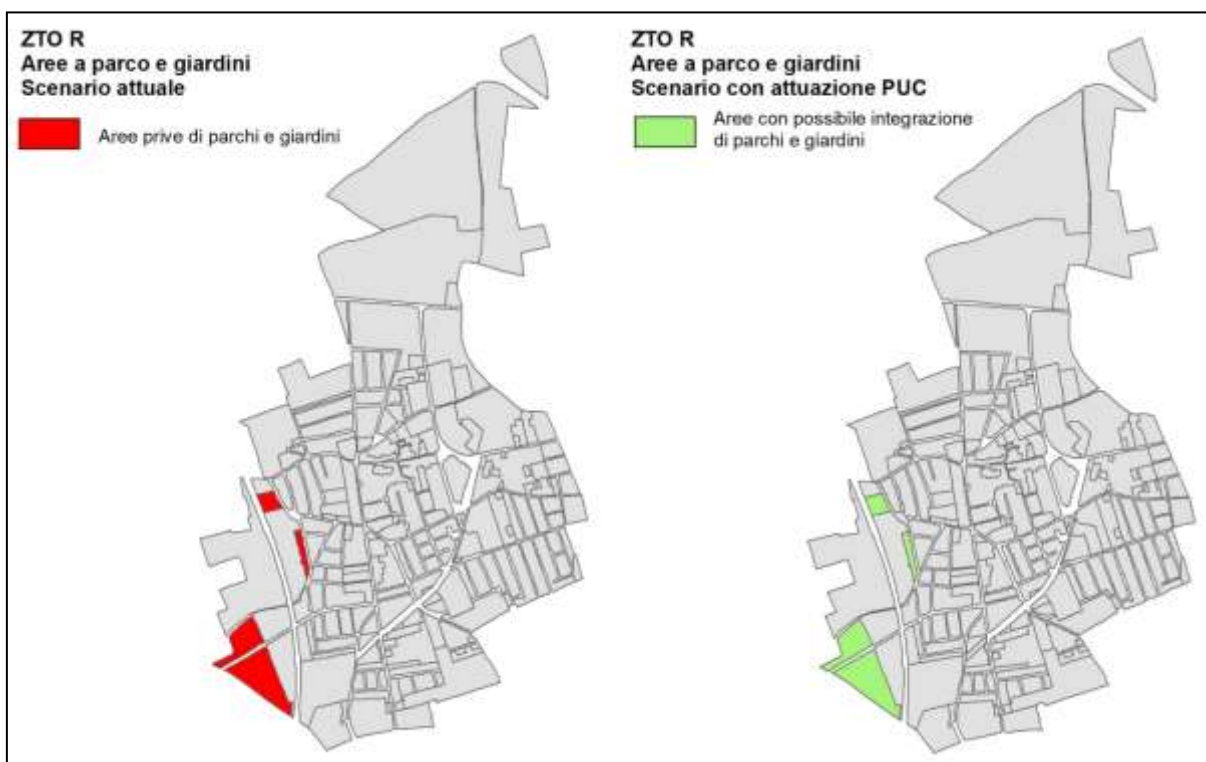 ZTO R
Aree a parco e giardini
Scenario attuale
Aree prive di parchi e giardini
ZTO R
Aree a parco e giardini
Scenario con attuazione PUC
Aree con possibile integrazione
di parchi e giardini